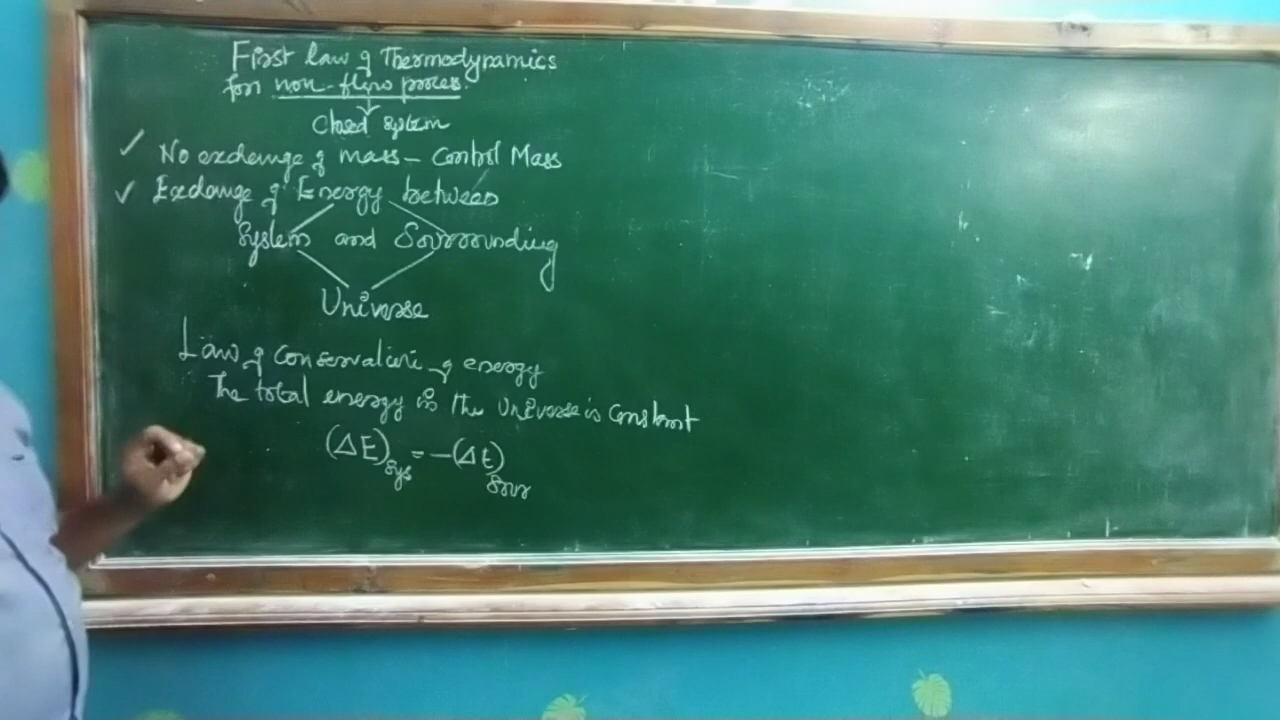 First law of Thermodynamics
for non-flow process.
Closed System
✓ No exchange of mass - Control Mass
✓ Exchange of Energy between
System and Sourrounding
Universe
Law of conservation of energy
The total energy in the Universe is Constant
(ΔE)sys = -(ΔE)Sour